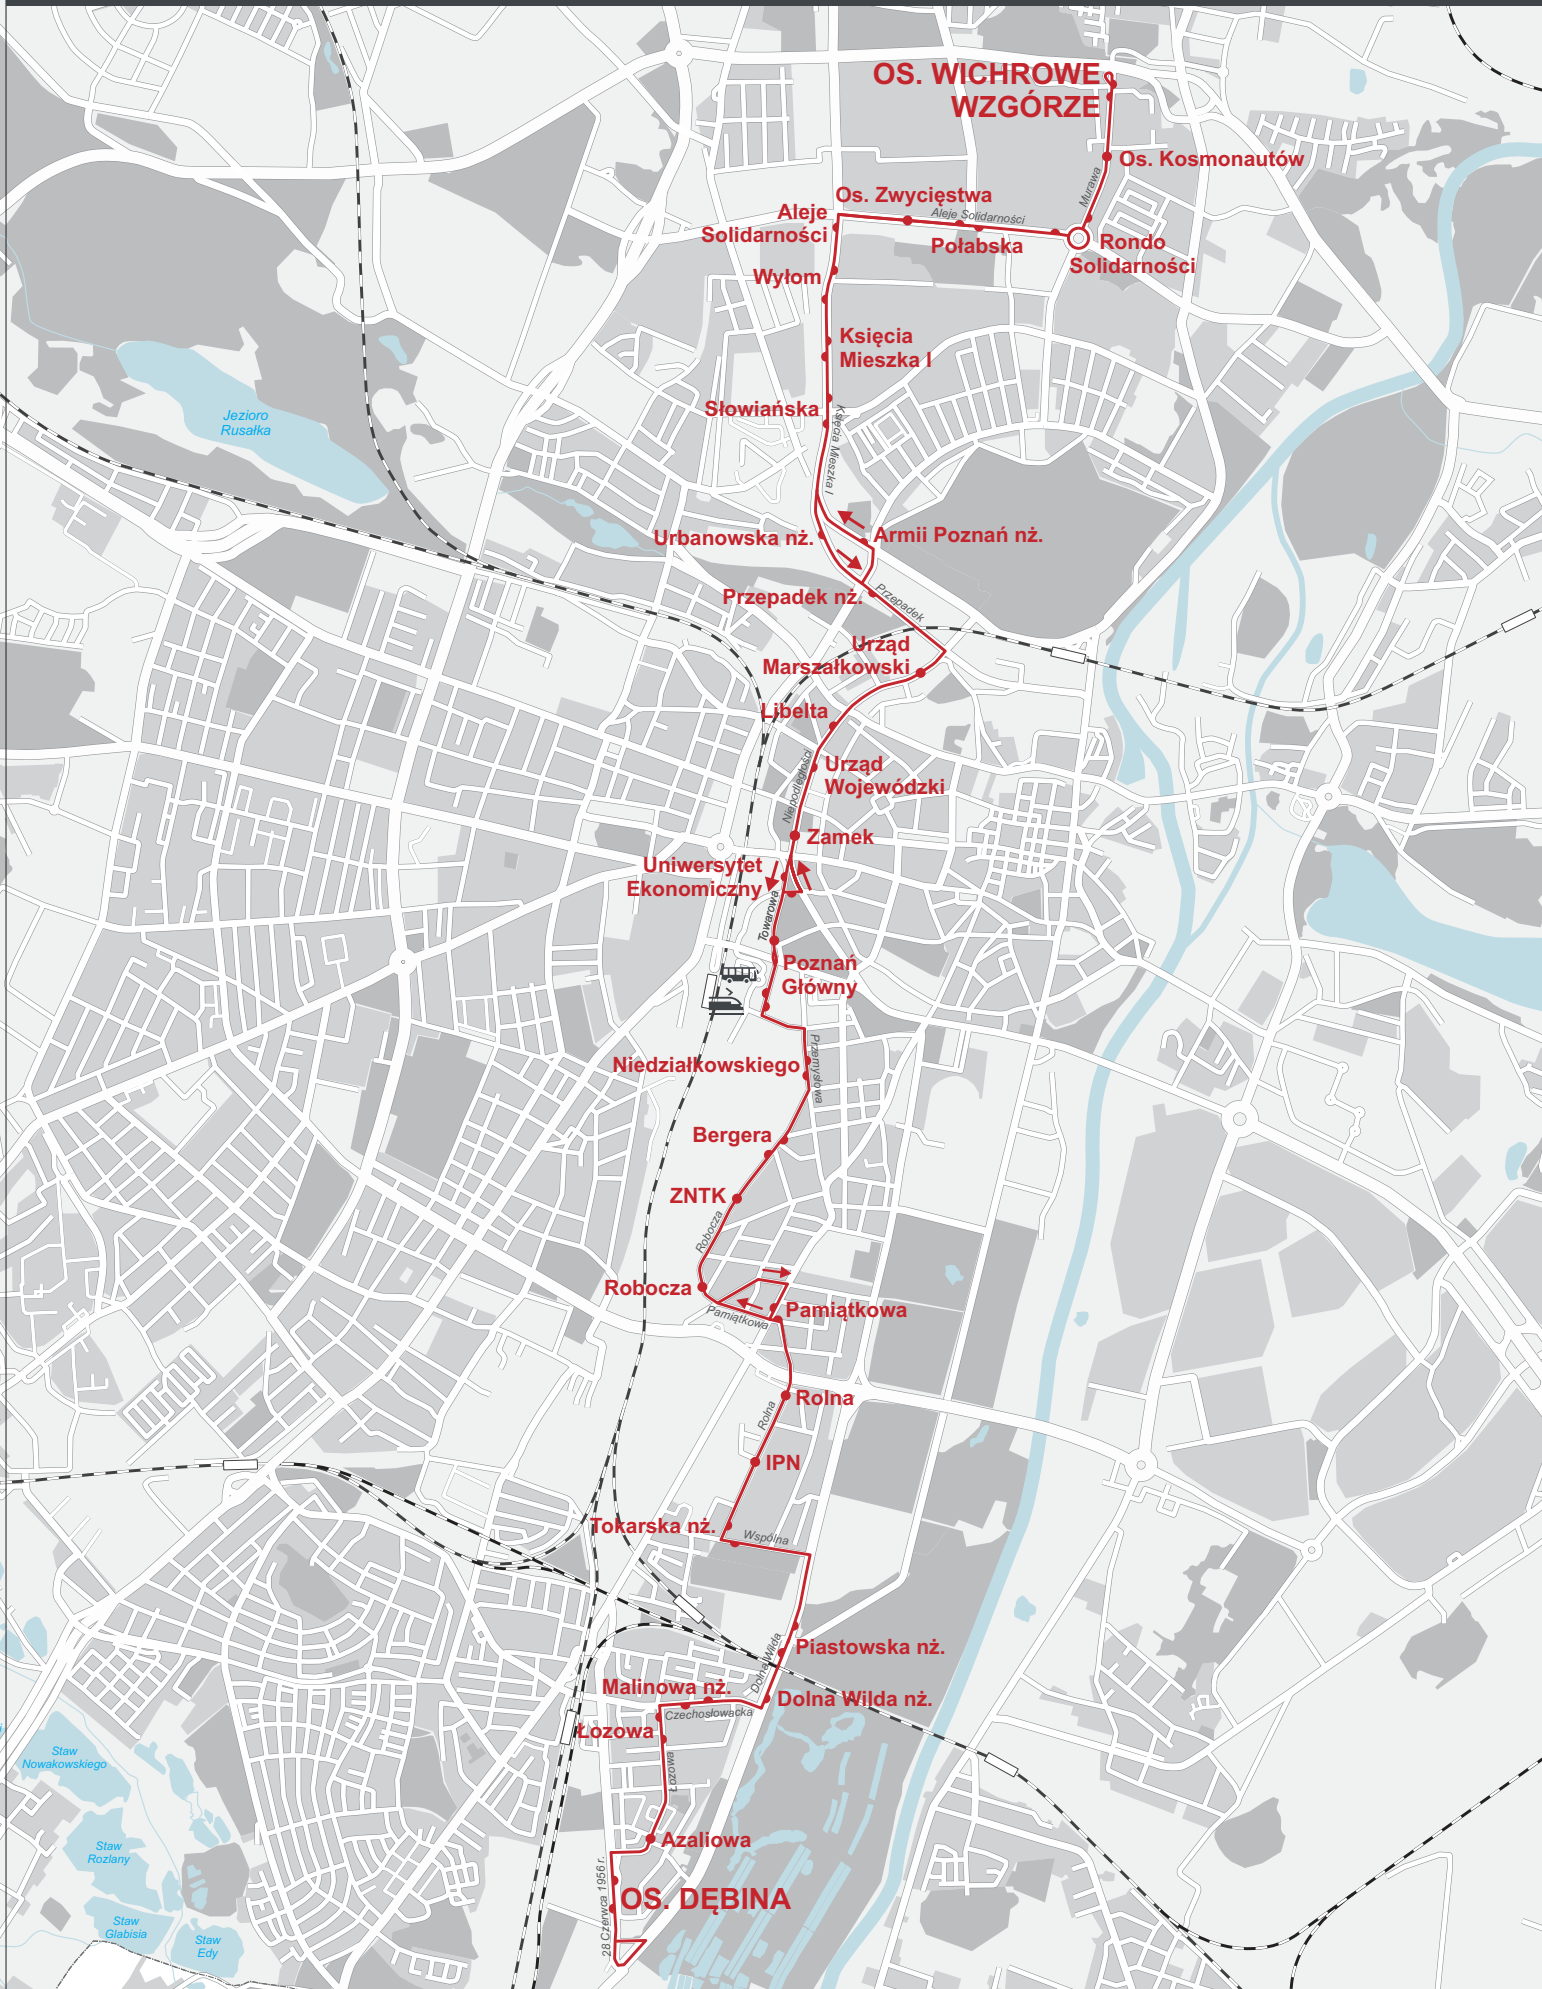 OS. WICHROWE
WZGÓRZE
Os. Kosmonautów
Murawa
Os. Zwycięstwa
Aleje Solidarności
Aleje
Solidarności
Połabska
Rondo
Solidarności
Wyłom
Księcia
Mieszka I
Słowiańska
Księcia Mieszka I
Jezioro
Rusałka
Urbanowska nż.
Armii Poznań nż.
Przepadek nż.
Przepadek
Urząd
Marszałkowski
Libelta
Niepodległości
Urząd
Wojewódzki
Zamek
Uniwersytet
Ekonomiczny
Towarowa
Poznań
Główny
Niedziałkowskiego
Przemysłowa
Bergera
ZNTK
Robocza
Robocza
Pamiątkowa
Pamiątkowa
Rolna
Rolna
IPN
Tokarska nż.
Wspólna
Piastowska nż.
Dolna Wilda
Malinowa nż.
Dolna Wilda nż.
Czechosłowacka
Łozowa
Łozowa
Staw
Nowakowskiego
Azaliowa
Staw
Rozlany
28 Czerwca 1956 r.
OS. DĘBINA
Staw
Glabisia
Staw
Edy